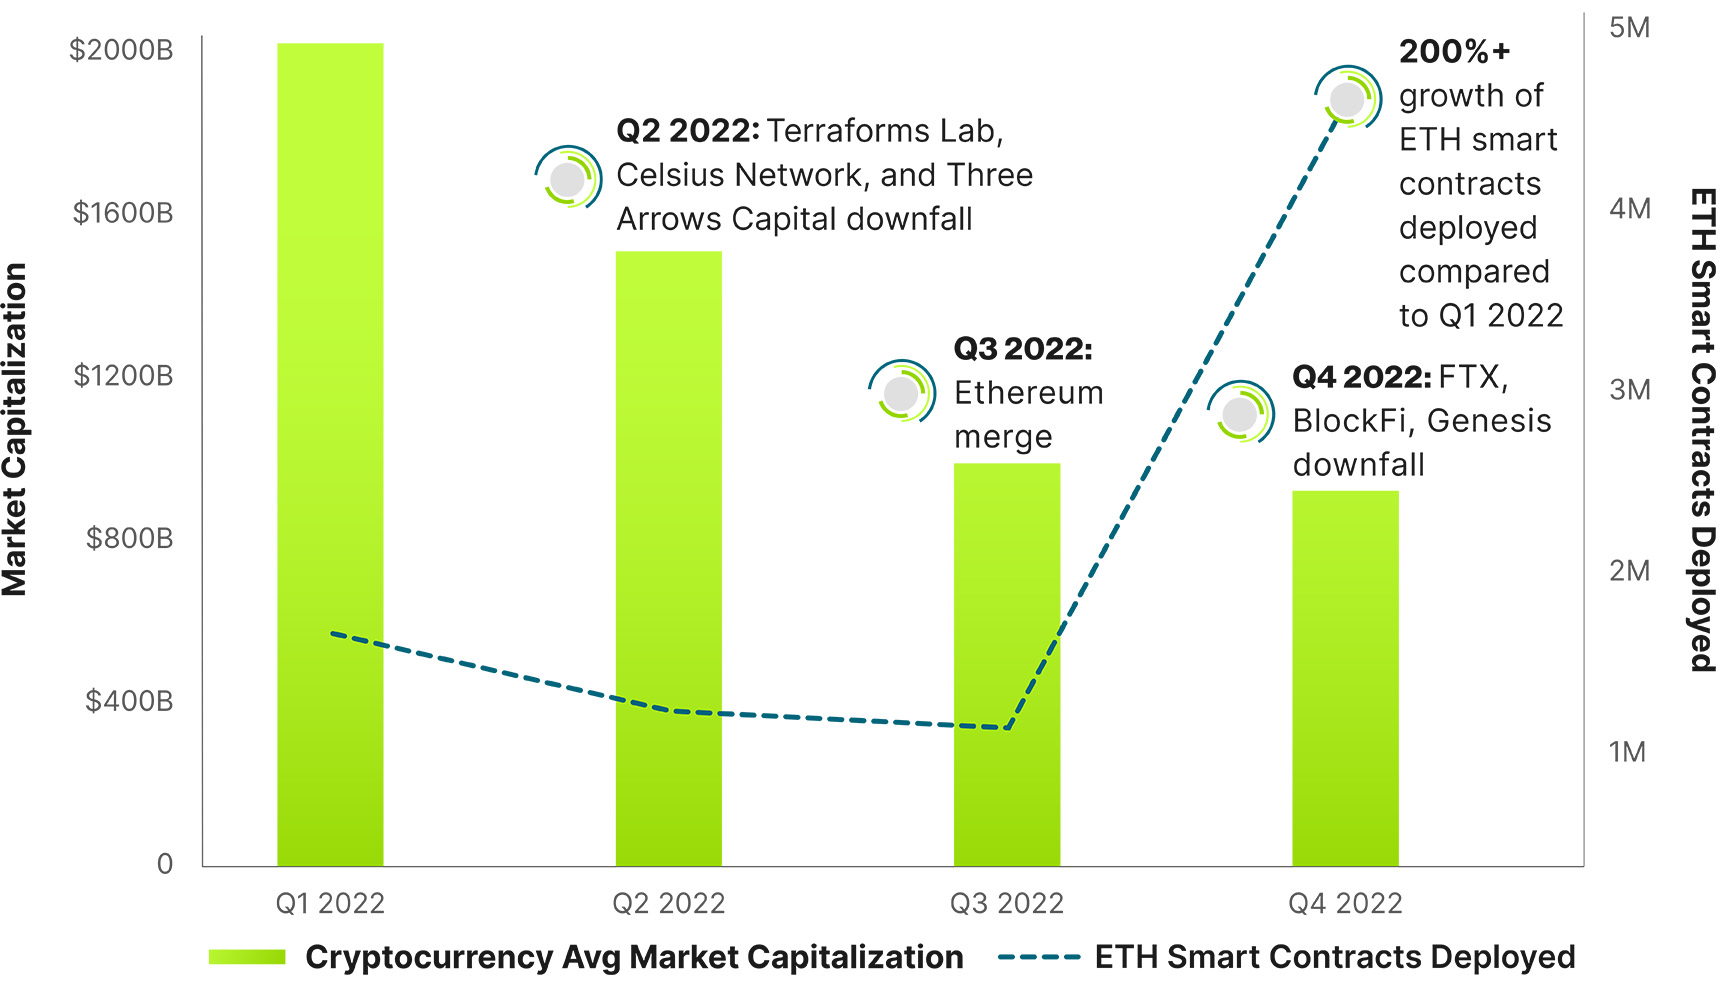 Market Capitalization
$2000B
$1600B
$1200B
$800B
$400B
0
Q2 2022: Terraforms Lab,
Celsius Network, and Three
Arrows Capital downfall
Q3 2022:
Ethereum
merge
Q4 2022: FTX,
BlockFi, Genesis
downfall
200%+
growth of
ETH smart
contracts
deployed
compared
to Q1 2022
5M
4M
3M
2M
1M
ETH Smart Contracts Deployed
Q1 2022
Q2 2022
Q3 2022
Q4 2022
Cryptocurrency Avg Market Capitalization
ETH Smart Contracts Deployed